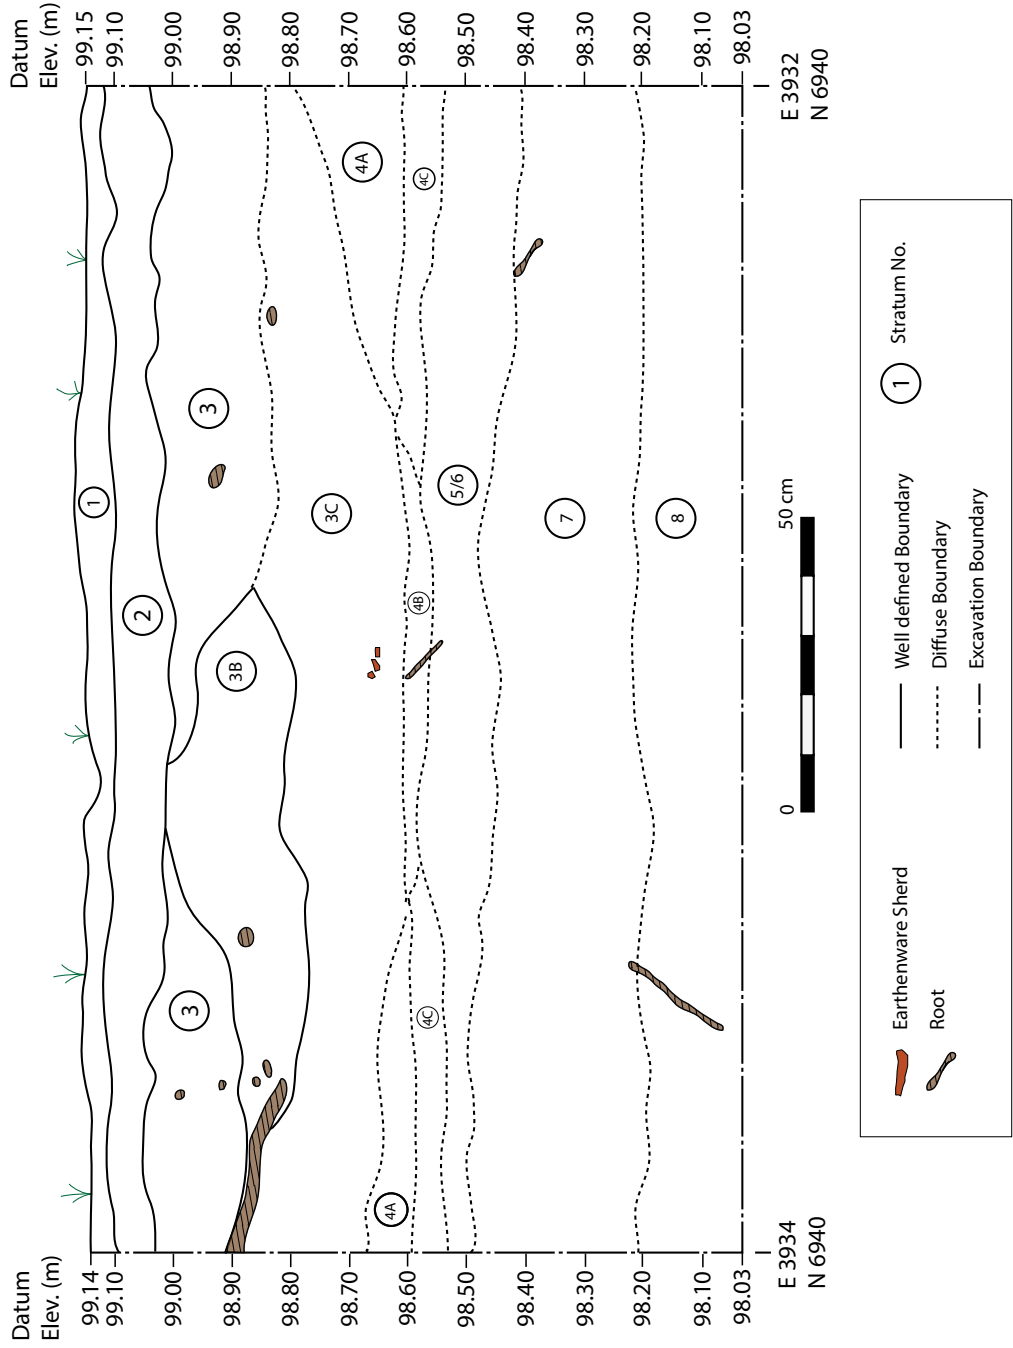 Datum
Elev. (m)
99.14
99.10
99.00
98.90
98.80
98.70
98.60
98.50
98.40
98.30
98.20
98.10
98.03
E 3934
N 6940
Datum
Elev. (m)
99.15
99.10
99.00
98.90
98.80
98.70
98.60
98.50
98.40
98.30
98.20
98.10
98.03
E 3932
N 6940
1
2
3
3
3B
3C
4A
4A
4B
4C
4C
5/6
7
8
0
50 cm
Earthenware Sherd
Root
Well defined Boundary
Diffuse Boundary
Excavation Boundary
1
Stratum No.